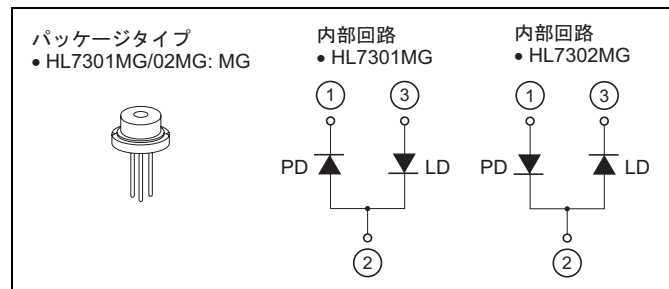 パッケージタイプ
• HL7301MG/02MG: MG
内部回路
• HL7301MG
① ③
PD LD
②
内部回路
• HL7302MG
① ③
PD LD
②